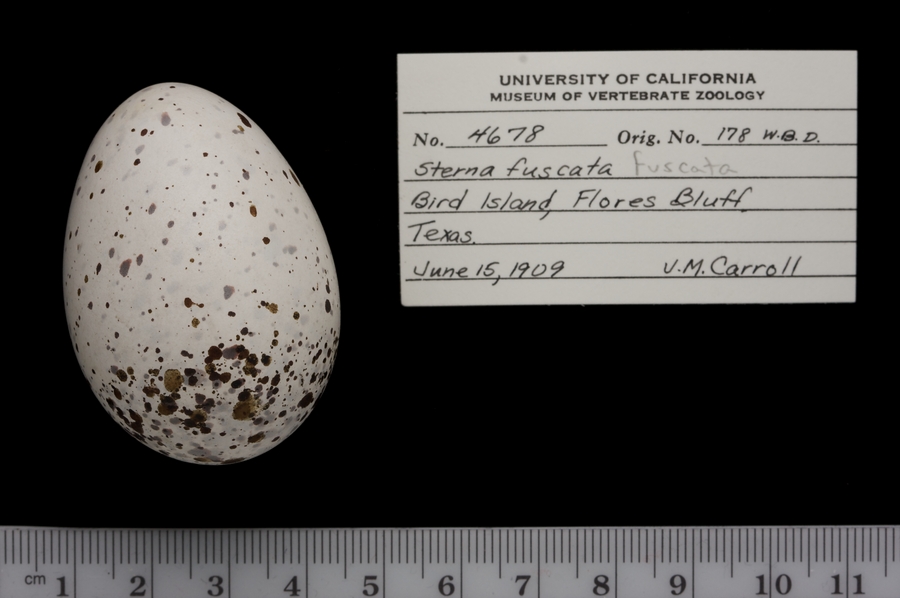 UNIVERSITY OF CALIFORNIA
MUSEUM OF VERTEBRATE ZOOLOGY
No. 4678 Orig. No. 178 W.B.D.
Sterna fuscata fuscata
Bird Island, Flores Bluff,
Texas.
June 15, 1909 J.M. Carroll
cm 1 2 3 4 5 6 7 8 9 10 11